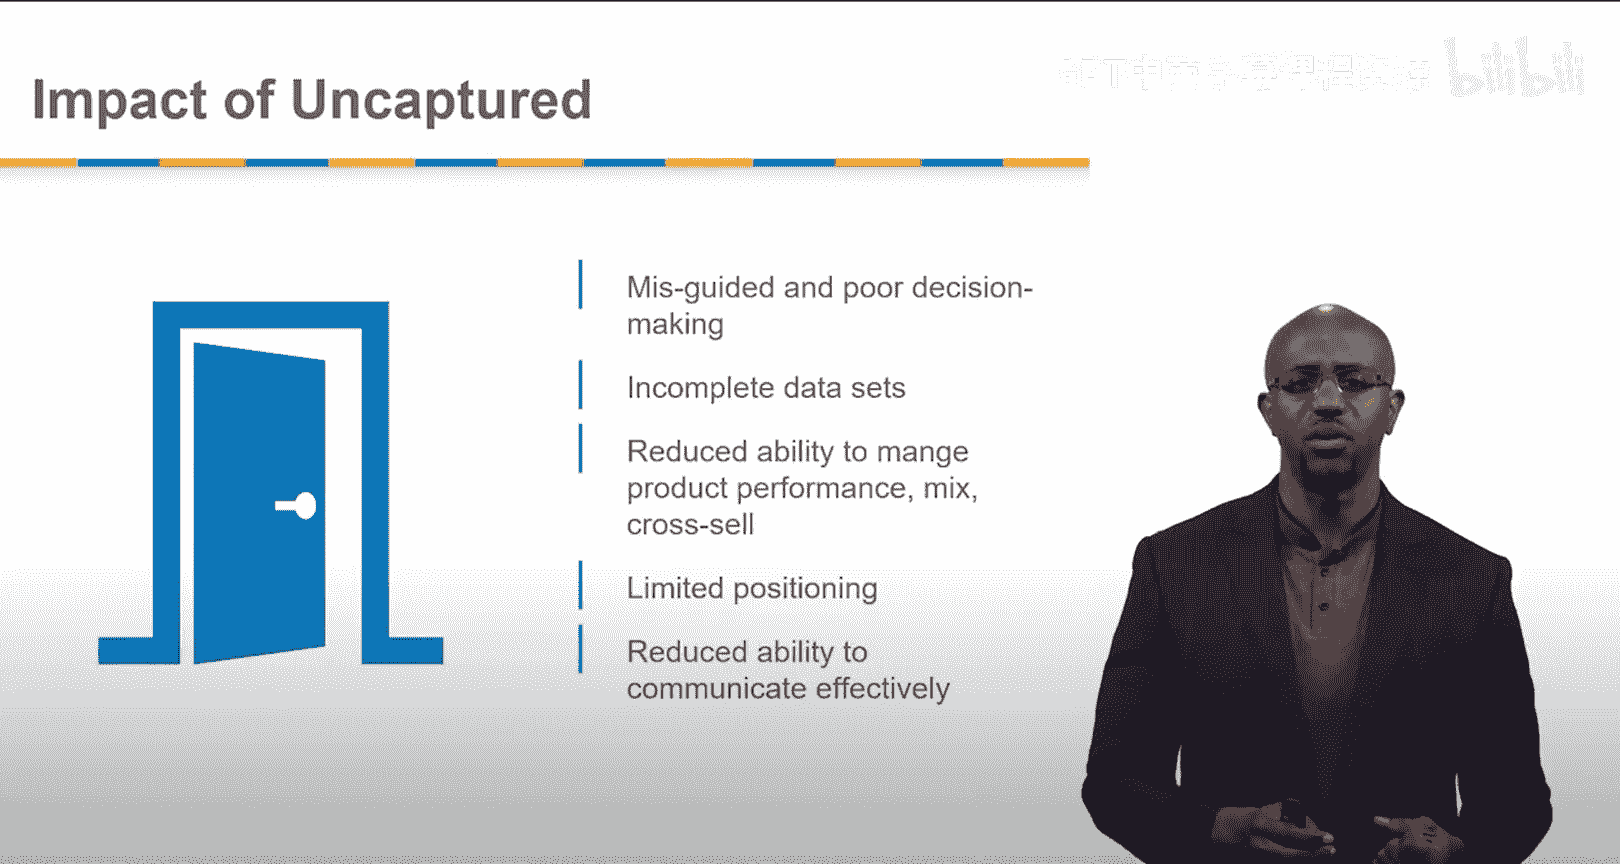 Impact of Uncaptured
bilibili
Mis-guided and poor decision-
making
Incomplete data sets
Reduced ability to mange
product performance, mix,
cross-sell
Limited positioning
Reduced ability to
communicate effectively